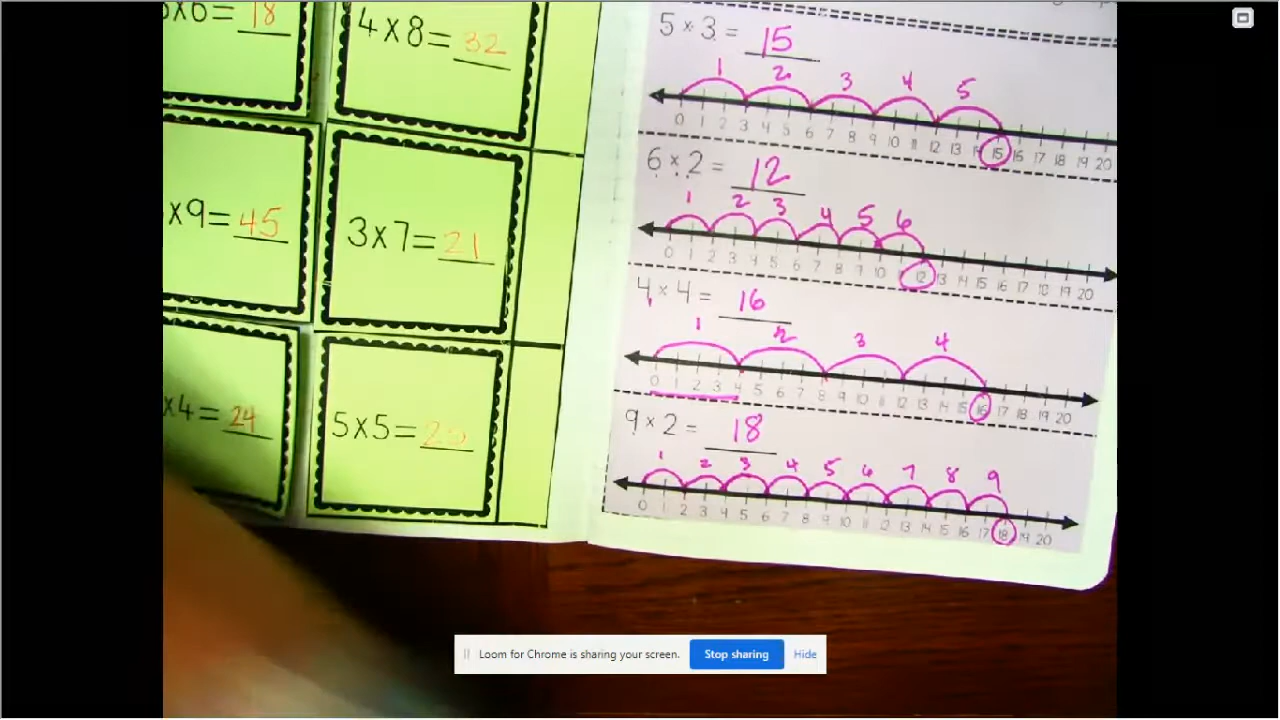 x6= 18
4x8= 32
x9= 45
3x7= 21
x4= 24
5x5= 25
5 × 3 = 15
1 2 3 4 5
0 1 2 3 4 5 6 7 8 9 10 11 12 13 14 15 16 17 18 19 20
6 × 2 = 12
1 2 3 4 5 6
0 1 2 3 4 5 6 7 8 9 10 11 12 13 14 15 16 17 18 19 20
4 × 4 = 16
1 2 3 4
0 1 2 3 4 5 6 7 8 9 10 11 12 13 14 15 16 17 18 19 20
9 × 2 = 18
1 2 3 4 5 6 7 8 9
0 1 2 3 4 5 6 7 8 9 10 11 12 13 14 15 16 17 18 19 20
Loom for Chrome is sharing your screen. Stop sharing Hide